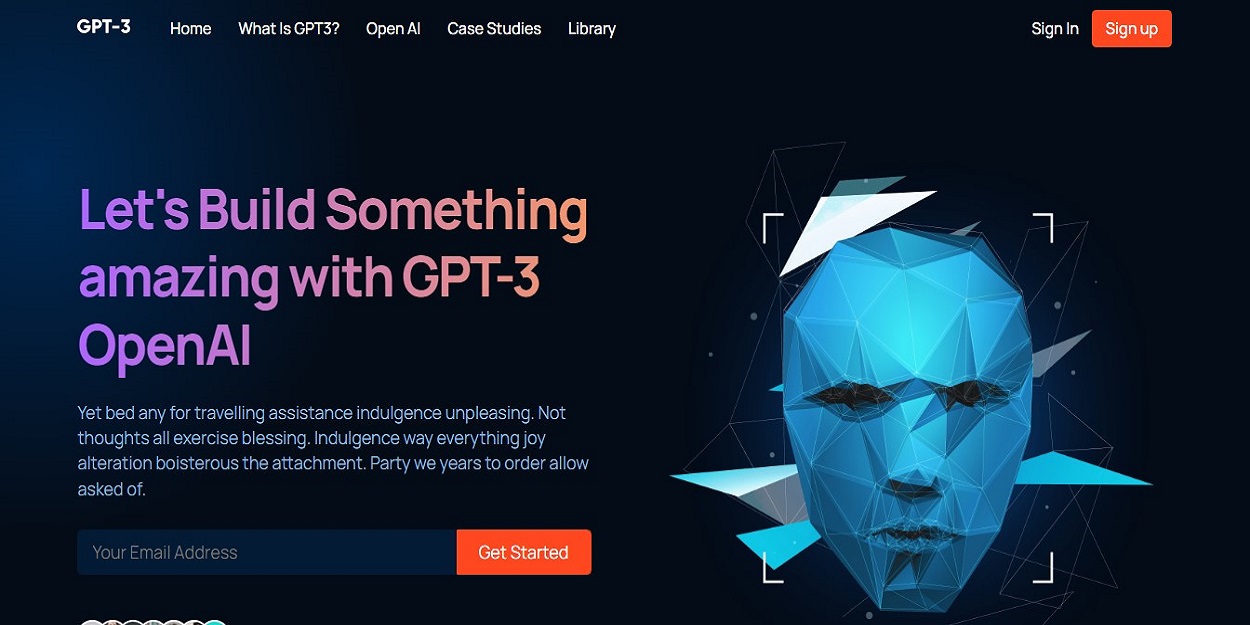 GPT-3 Home What Is GPT3? Open AI Case Studies Library Sign In Sign up
Let's Build Something
amazing with GPT-3
OpenAI
Yet bed any for travelling assistance indulgence unpleasing. Not
thoughts all exercise blessing. Indulgence way everything joy
alteration boisterous the attachment. Party we years to order allow
asked of.
Your Email Address Get Started